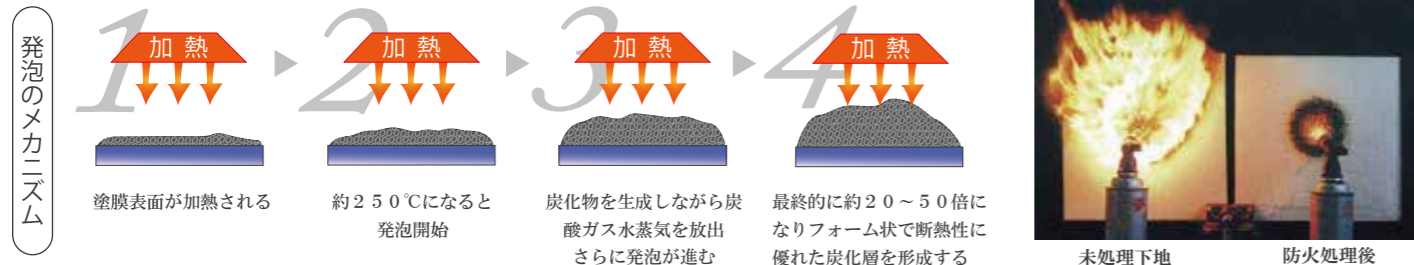 発泡のメカニズム
1
加熱
塗膜表面が加熱される
2
加熱
約250℃になると
発泡開始
3
加熱
炭化物を生成しながら炭
酸ガス水蒸気を放出
さらに発泡が進む
4
加熱
最終的に約20～50倍に
なりフォーム状で断熱性に
優れた炭化層を形成する
未処理下地
防火処理後